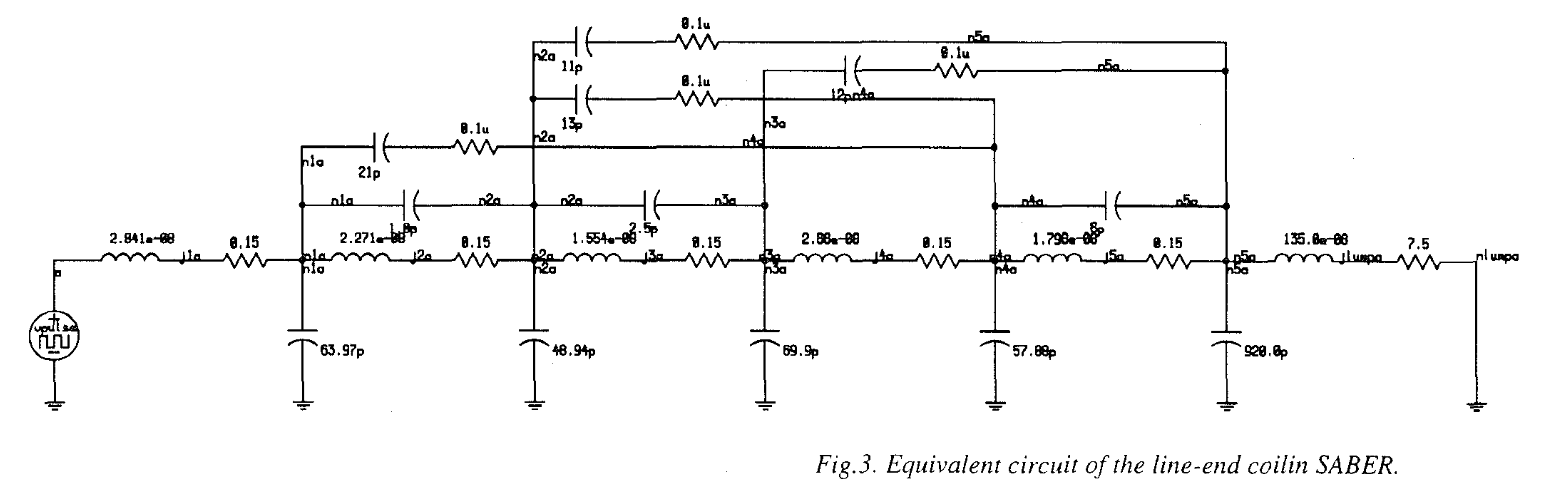 0.1u
n5a
n2a
11p
0.1u
n5a
0.1u
12p n4a
13p
n3a
0.1u
n2a
n4a
n1a
21p
n1a
n2a
n2a
n3a
n4a
n5a
1.8p
2.5p
8p
2.841e-08
0.15
2.271e-08
0.15
1.554e-08
0.15
2.88e-08
0.15
1.798e-08
0.15
135.0e-08
7.5
a
j1a
n1a
j2a
n2a
j3a
n3a
j4a
n4a
j5a
n5a
jlumpa
nlumpa
n1a
n2a
n3a
n4a
n5a
vpulse
63.97p
48.94p
69.9p
57.88p
920.0p
Fig.3. Equivalent circuit of the line-end coilin SABER.